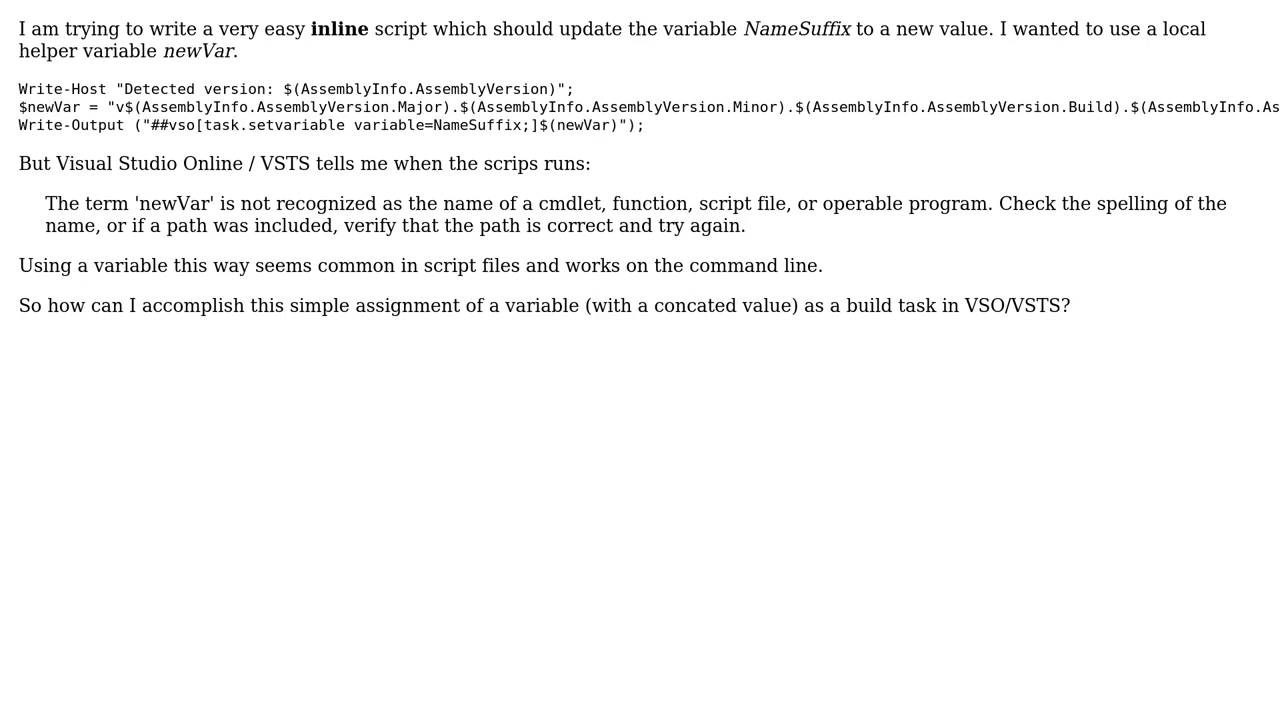 I am trying to write a very easy inline script which should update the variable NameSuffix to a new value. I wanted to use a local
helper variable newVar.
Write-Host "Detected version: $(AssemblyInfo.AssemblyVersion)";
$newVar = "v$(AssemblyInfo.AssemblyVersion.Major).$(AssemblyInfo.AssemblyVersion.Minor).$(AssemblyInfo.AssemblyVersion.Build).$(AssemblyInfo.As
Write-Output ("##vso[task.setvariable variable=NameSuffix;]$(newVar)");
But Visual Studio Online / VSTS tells me when the scrips runs:
The term 'newVar' is not recognized as the name of a cmdlet, function, script file, or operable program. Check the spelling of the
name, or if a path was included, verify that the path is correct and try again.
Using a variable this way seems common in script files and works on the command line.
So how can I accomplish this simple assignment of a variable (with a concated value) as a build task in VSO/VSTS?